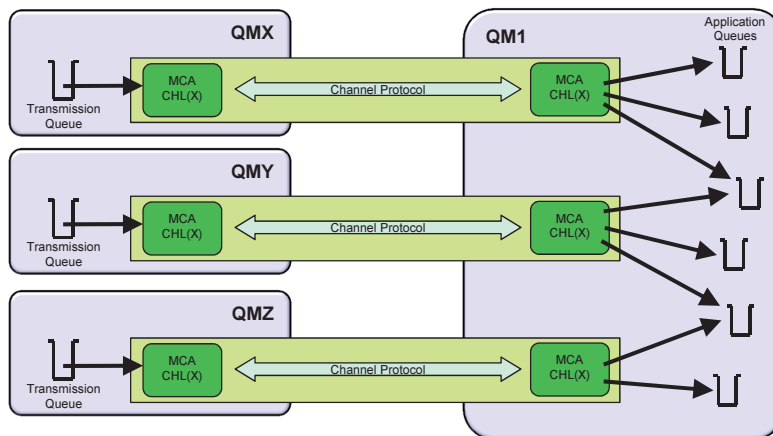 QMX
QM1
Application
Queues
MCA
CHL(X)
Channel Protocol
MCA
CHL(X)
Transmission
Queue
QMY
MCA
CHL(X)
Channel Protocol
MCA
CHL(X)
Transmission
Queue
QMZ
MCA
CHL(X)
Channel Protocol
MCA
CHL(X)
Transmission
Queue